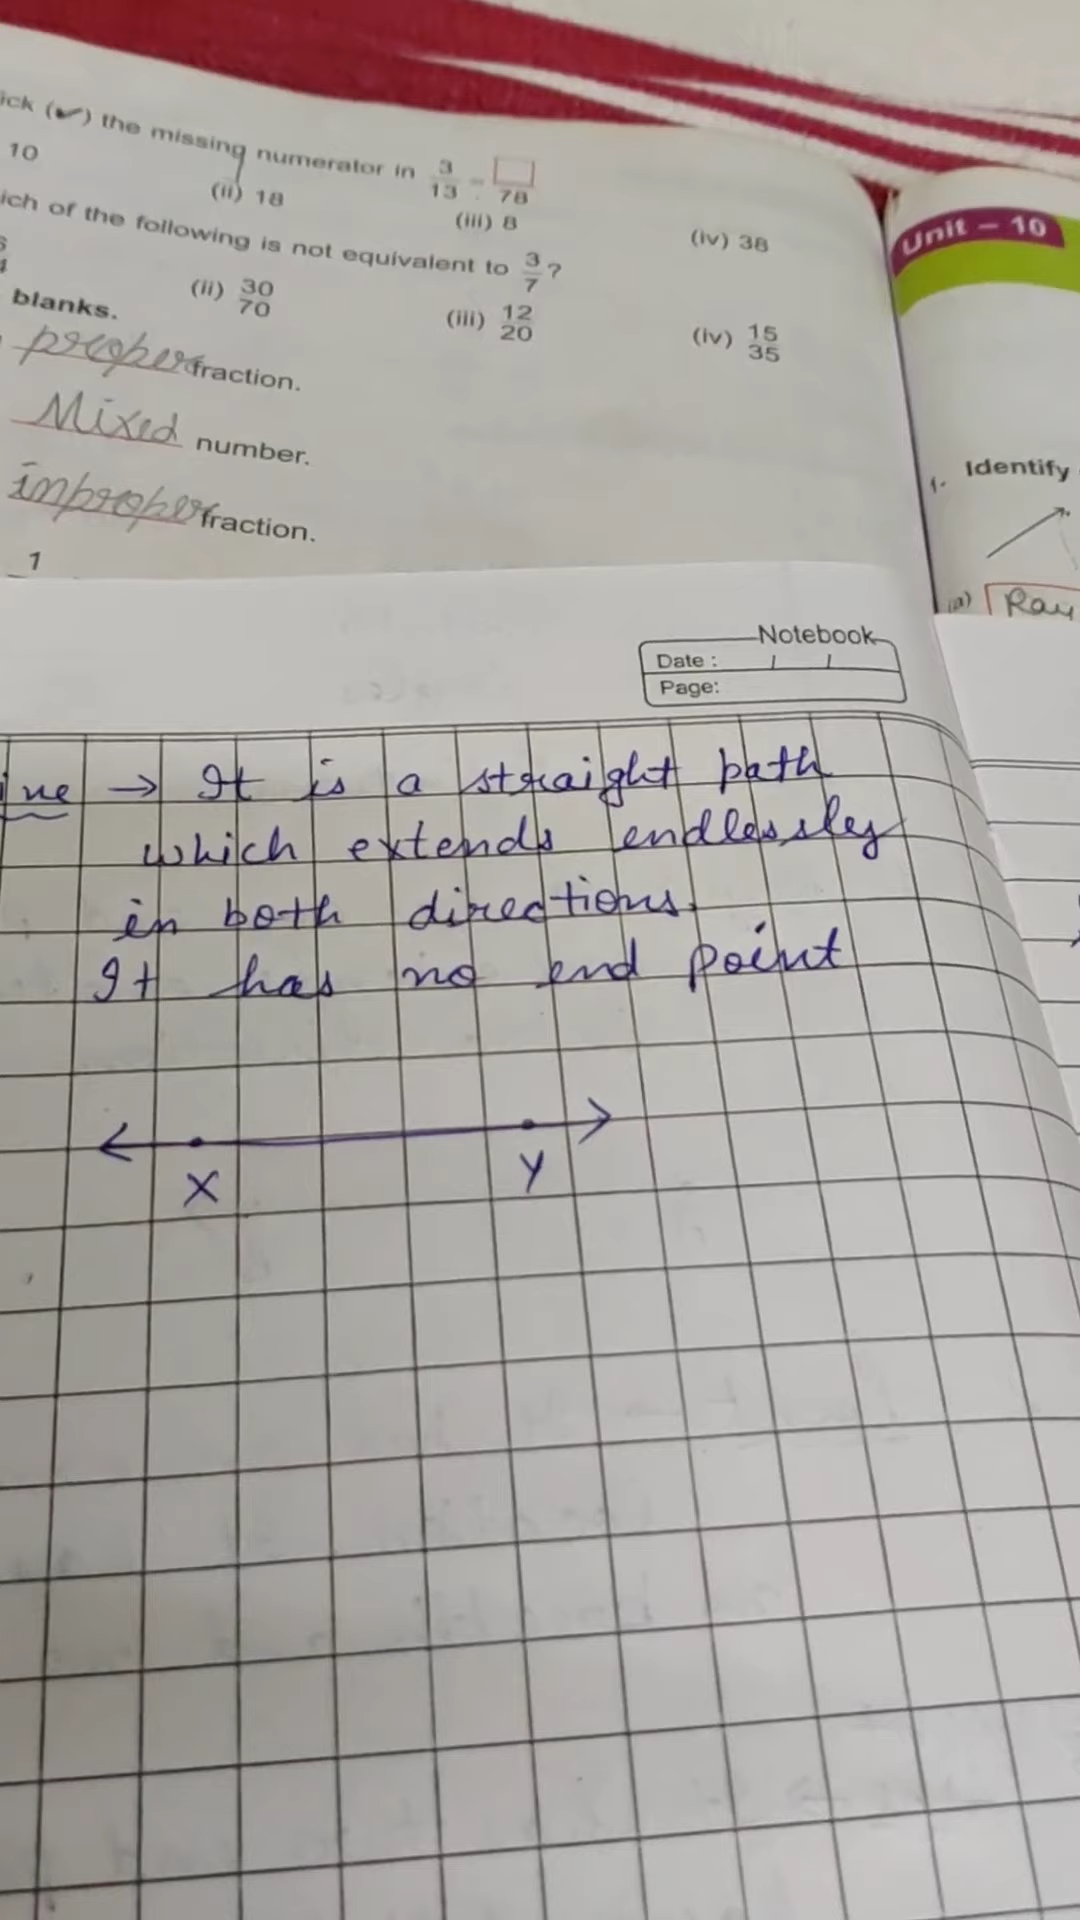 ick (✔) the missing numerator in 3/13 = □/78
10 (ii) 18 (iii) 8 (iv) 38
ich of the following is not equivalent to 3/7?
(ii) 30/70 (iii) 12/20 (iv) 15/35
blanks.
proper fraction.
Mixed number.
improper fraction.
1
Unit – 10
1. Identify
(a) Ray
Notebook
Date : / /
Page:
ine → It is a straight path
which extends endlessley
in both directions.
It has no end point
X Y